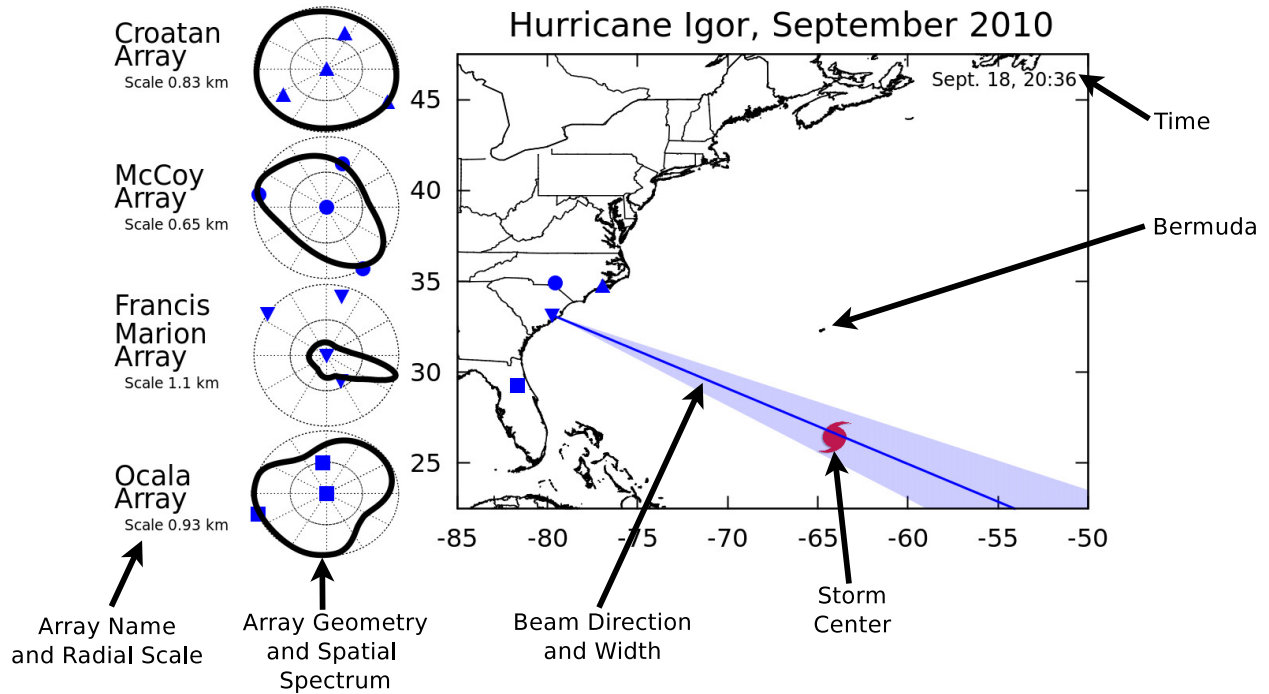 Hurricane Igor, September 2010
Croatan
Array
Scale 0.83 km
McCoy
Array
Scale 0.65 km
Francis
Marion
Array
Scale 1.1 km
Ocala
Array
Scale 0.93 km
Sept. 18, 20:36
45
40
35
30
25
-85
-80
-75
-70
-65
-60
-55
-50
Time
Bermuda
Array Name
and Radial Scale
Array Geometry
and Spatial
Spectrum
Beam Direction
and Width
Storm
Center